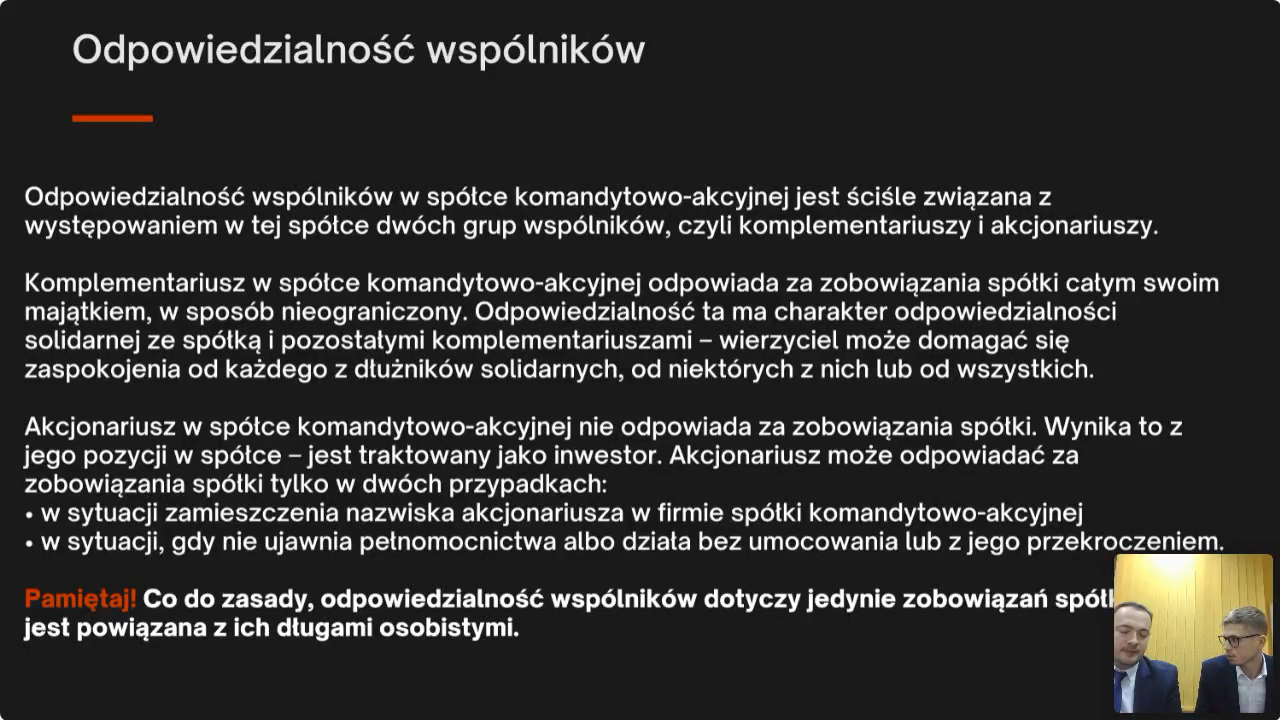 Odpowiedzialność wspólników
Odpowiedzialność wspólników w spółce komandytowo-akcyjnej jest ściśle związana z
występowaniem w tej spółce dwóch grup wspólników, czyli komplementariuszy i akcjonariuszy.
Komplementariusz w spółce komandytowo-akcyjnej odpowiada za zobowiązania spółki całym swoim
majątkiem, w sposób nieograniczony. Odpowiedzialność ta ma charakter odpowiedzialności
solidarnej ze spółką i pozostałymi komplementariuszami – wierzyciel może domagać się
zaspokojenia od każdego z dłużników solidarnych, od niektórych z nich lub od wszystkich.
Akcjonariusz w spółce komandytowo-akcyjnej nie odpowiada za zobowiązania spółki. Wynika to z
jego pozycji w spółce – jest traktowany jako inwestor. Akcjonariusz może odpowiadać za
zobowiązania spółki tylko w dwóch przypadkach:
• w sytuacji zamieszczenia nazwiska akcjonariusza w firmie spółki komandytowo-akcyjnej
• w sytuacji, gdy nie ujawnia pełnomocnictwa albo działa bez umocowania lub z jego przekroczeniem.
Pamiętaj! Co do zasady, odpowiedzialność wspólników dotyczy jedynie zobowiązań
jest powiązana z ich długami osobistymi.